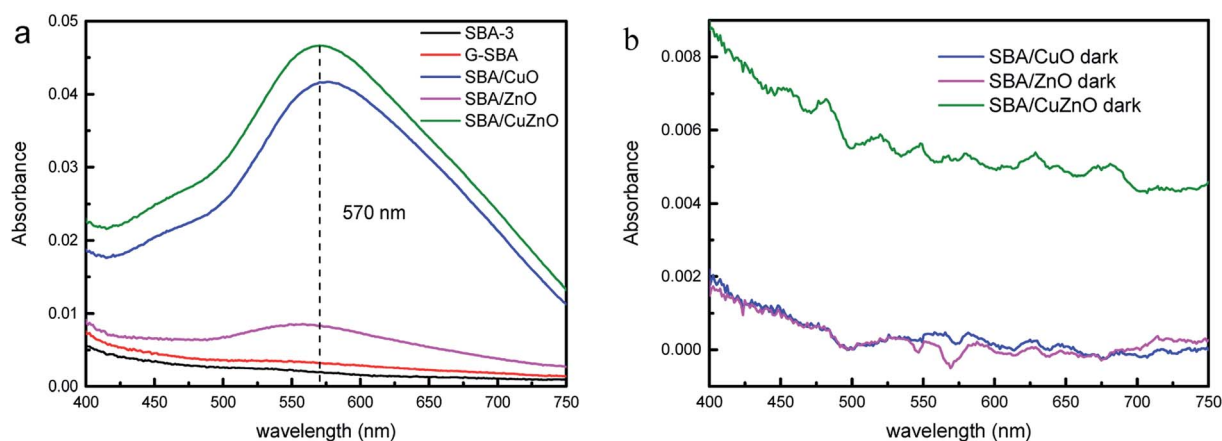 a
0.05
0.04
0.03
0.02
0.01
0.00
Absorbance
SBA-3
G-SBA
SBA/CuO
SBA/ZnO
SBA/CuZnO
570 nm
400 450 500 550 600 650 700 750
wavelength (nm)
b
0.008
0.006
0.004
0.002
0.000
Absorbance
SBA/CuO dark
SBA/ZnO dark
SBA/CuZnO dark
400 450 500 550 600 650 700 750
wavelength (nm)